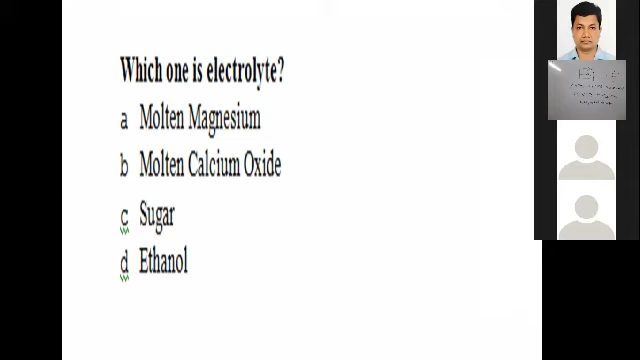 Which one is electrolyte?
a Molten Magnesium
b Molten Calcium Oxide
c Sugar
d Ethanol